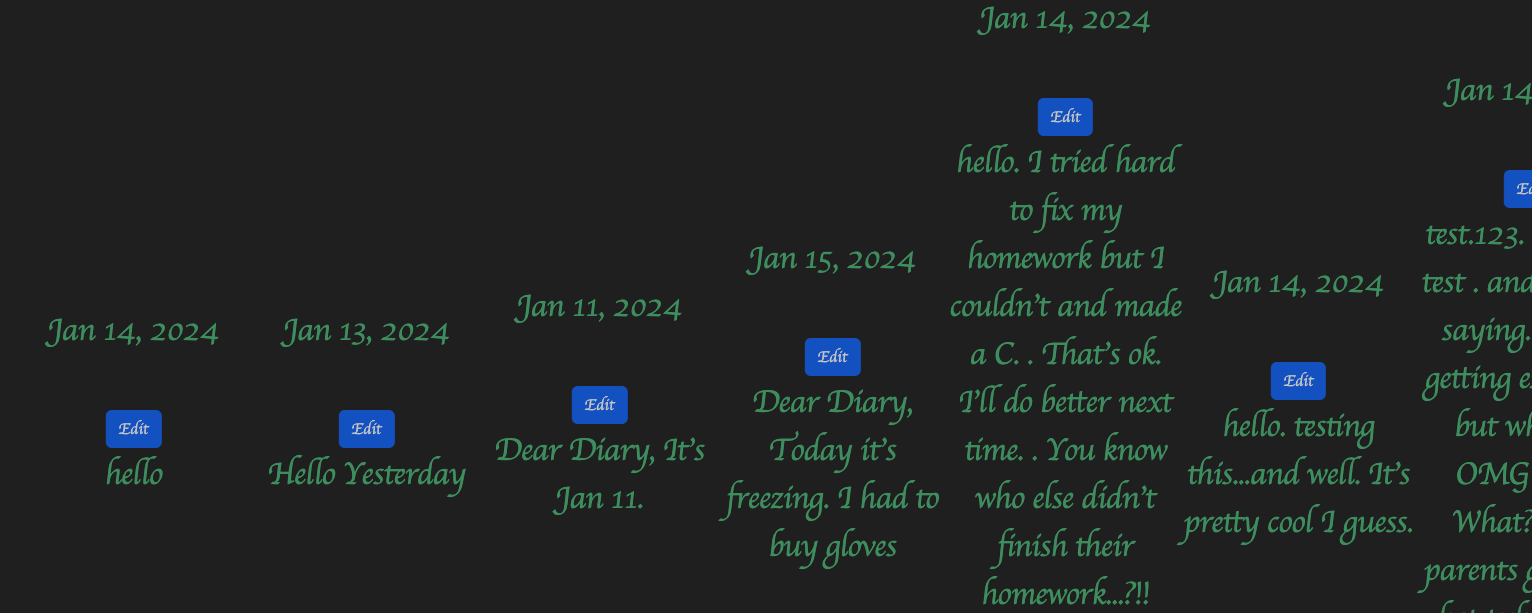 Jan 14, 2024
Edit
hello
Jan 13, 2024
Edit
Hello Yesterday
Jan 11, 2024
Edit
Dear Diary, It's
Jan 11.
Jan 15, 2024
Edit
Dear Diary,
Today it's
freezing. I had to
buy gloves
Jan 14, 2024
Edit
hello. I tried hard
to fix my
homework but I
couldn't and made
a C. . That's ok.
I'll do better next
time. . You know
who else didn't
finish their
homework...?!!
Jan 14, 2024
Edit
hello. testing
this...and well. It's
pretty cool I guess.
Jan 14
test.123.
test . and
saying.
getting
but
OMG
What?
parents